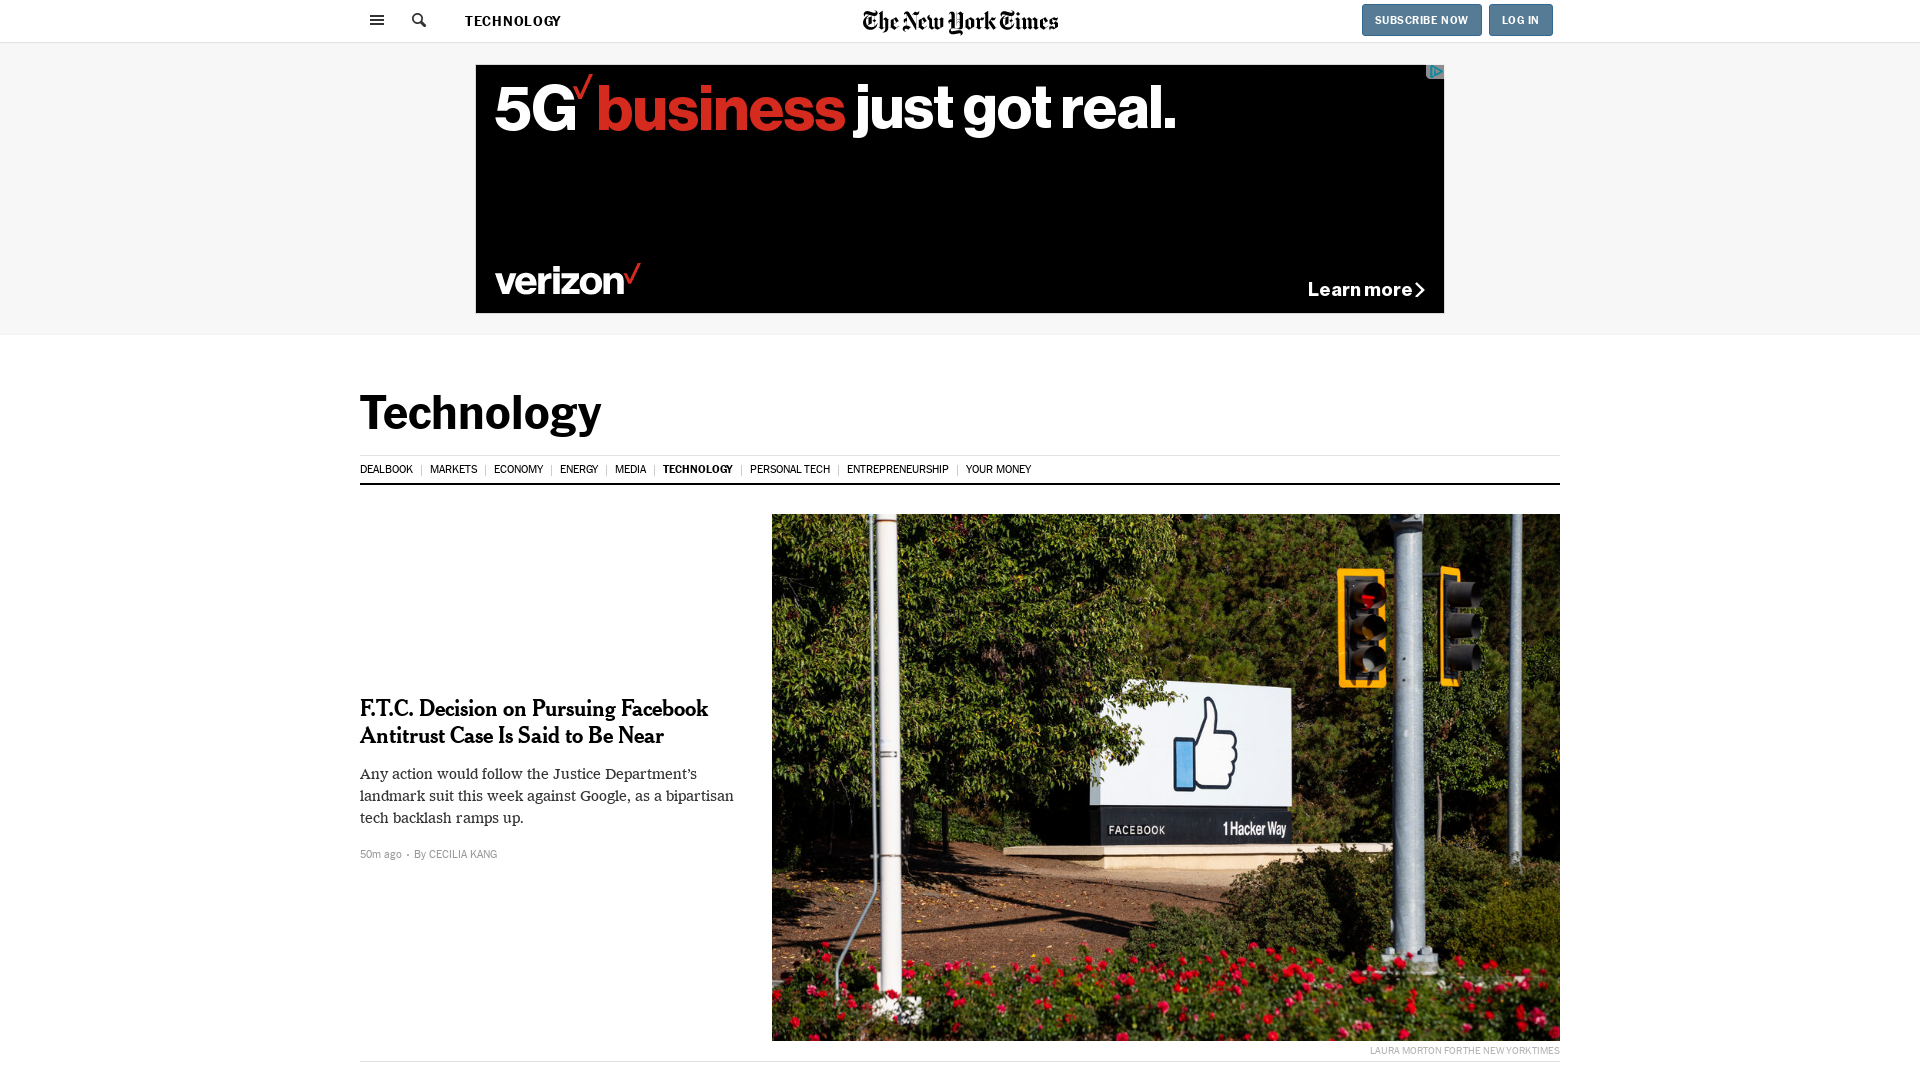 TECHNOLOGY
The New York Times
SUBSCRIBE NOW
LOG IN
5G business just got real.
verizon
Learn more
Technology
DEALBOOK MARKETS ECONOMY ENERGY MEDIA TECHNOLOGY PERSONAL TECH ENTREPRENEURSHIP YOUR MONEY
F.T.C. Decision on Pursuing Facebook
Antitrust Case Is Said to Be Near
Any action would follow the Justice Department’s
landmark suit this week against Google, as a bipartisan
tech backlash ramps up.
50m ago · By CECILIA KANG
FACEBOOK 1 Hacker Way
LAURA MORTON FOR THE NEW YORK TIMES